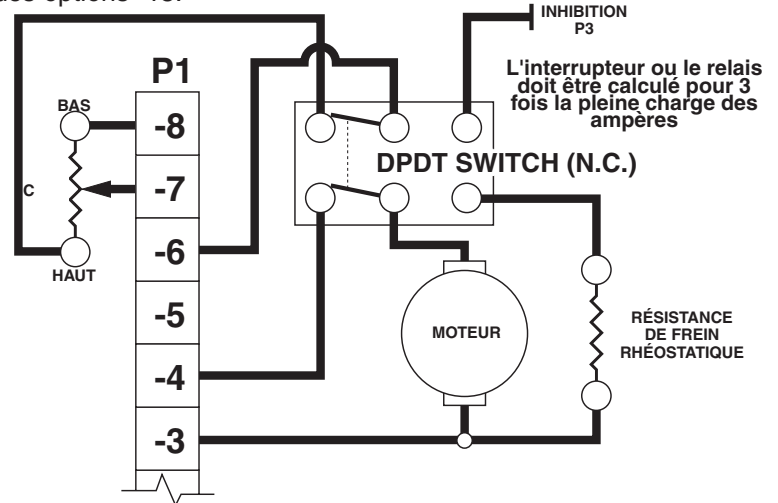 INHIBITION
P3
L'interrupteur ou le relais
doit être calculé pour 3
fois la pleine charge des
ampères
P1
BAS
-8
DPDT SWITCH (N.C.)
-7
C
-6
HAUT
-5
MOTEUR
RÉSISTANCE
DE FREIN
RHÉOSTATIQUE
-4
-3